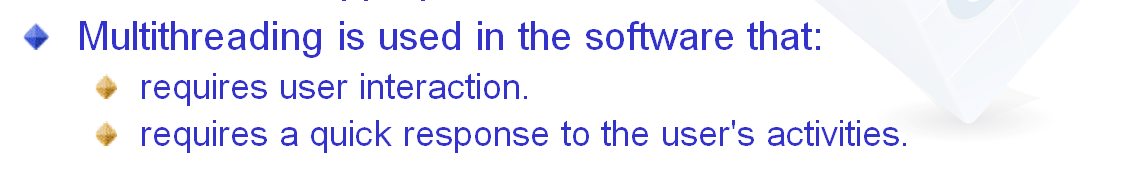 Multithreading is used in the software that:
requires user interaction.
requires a quick response to the user's activities.